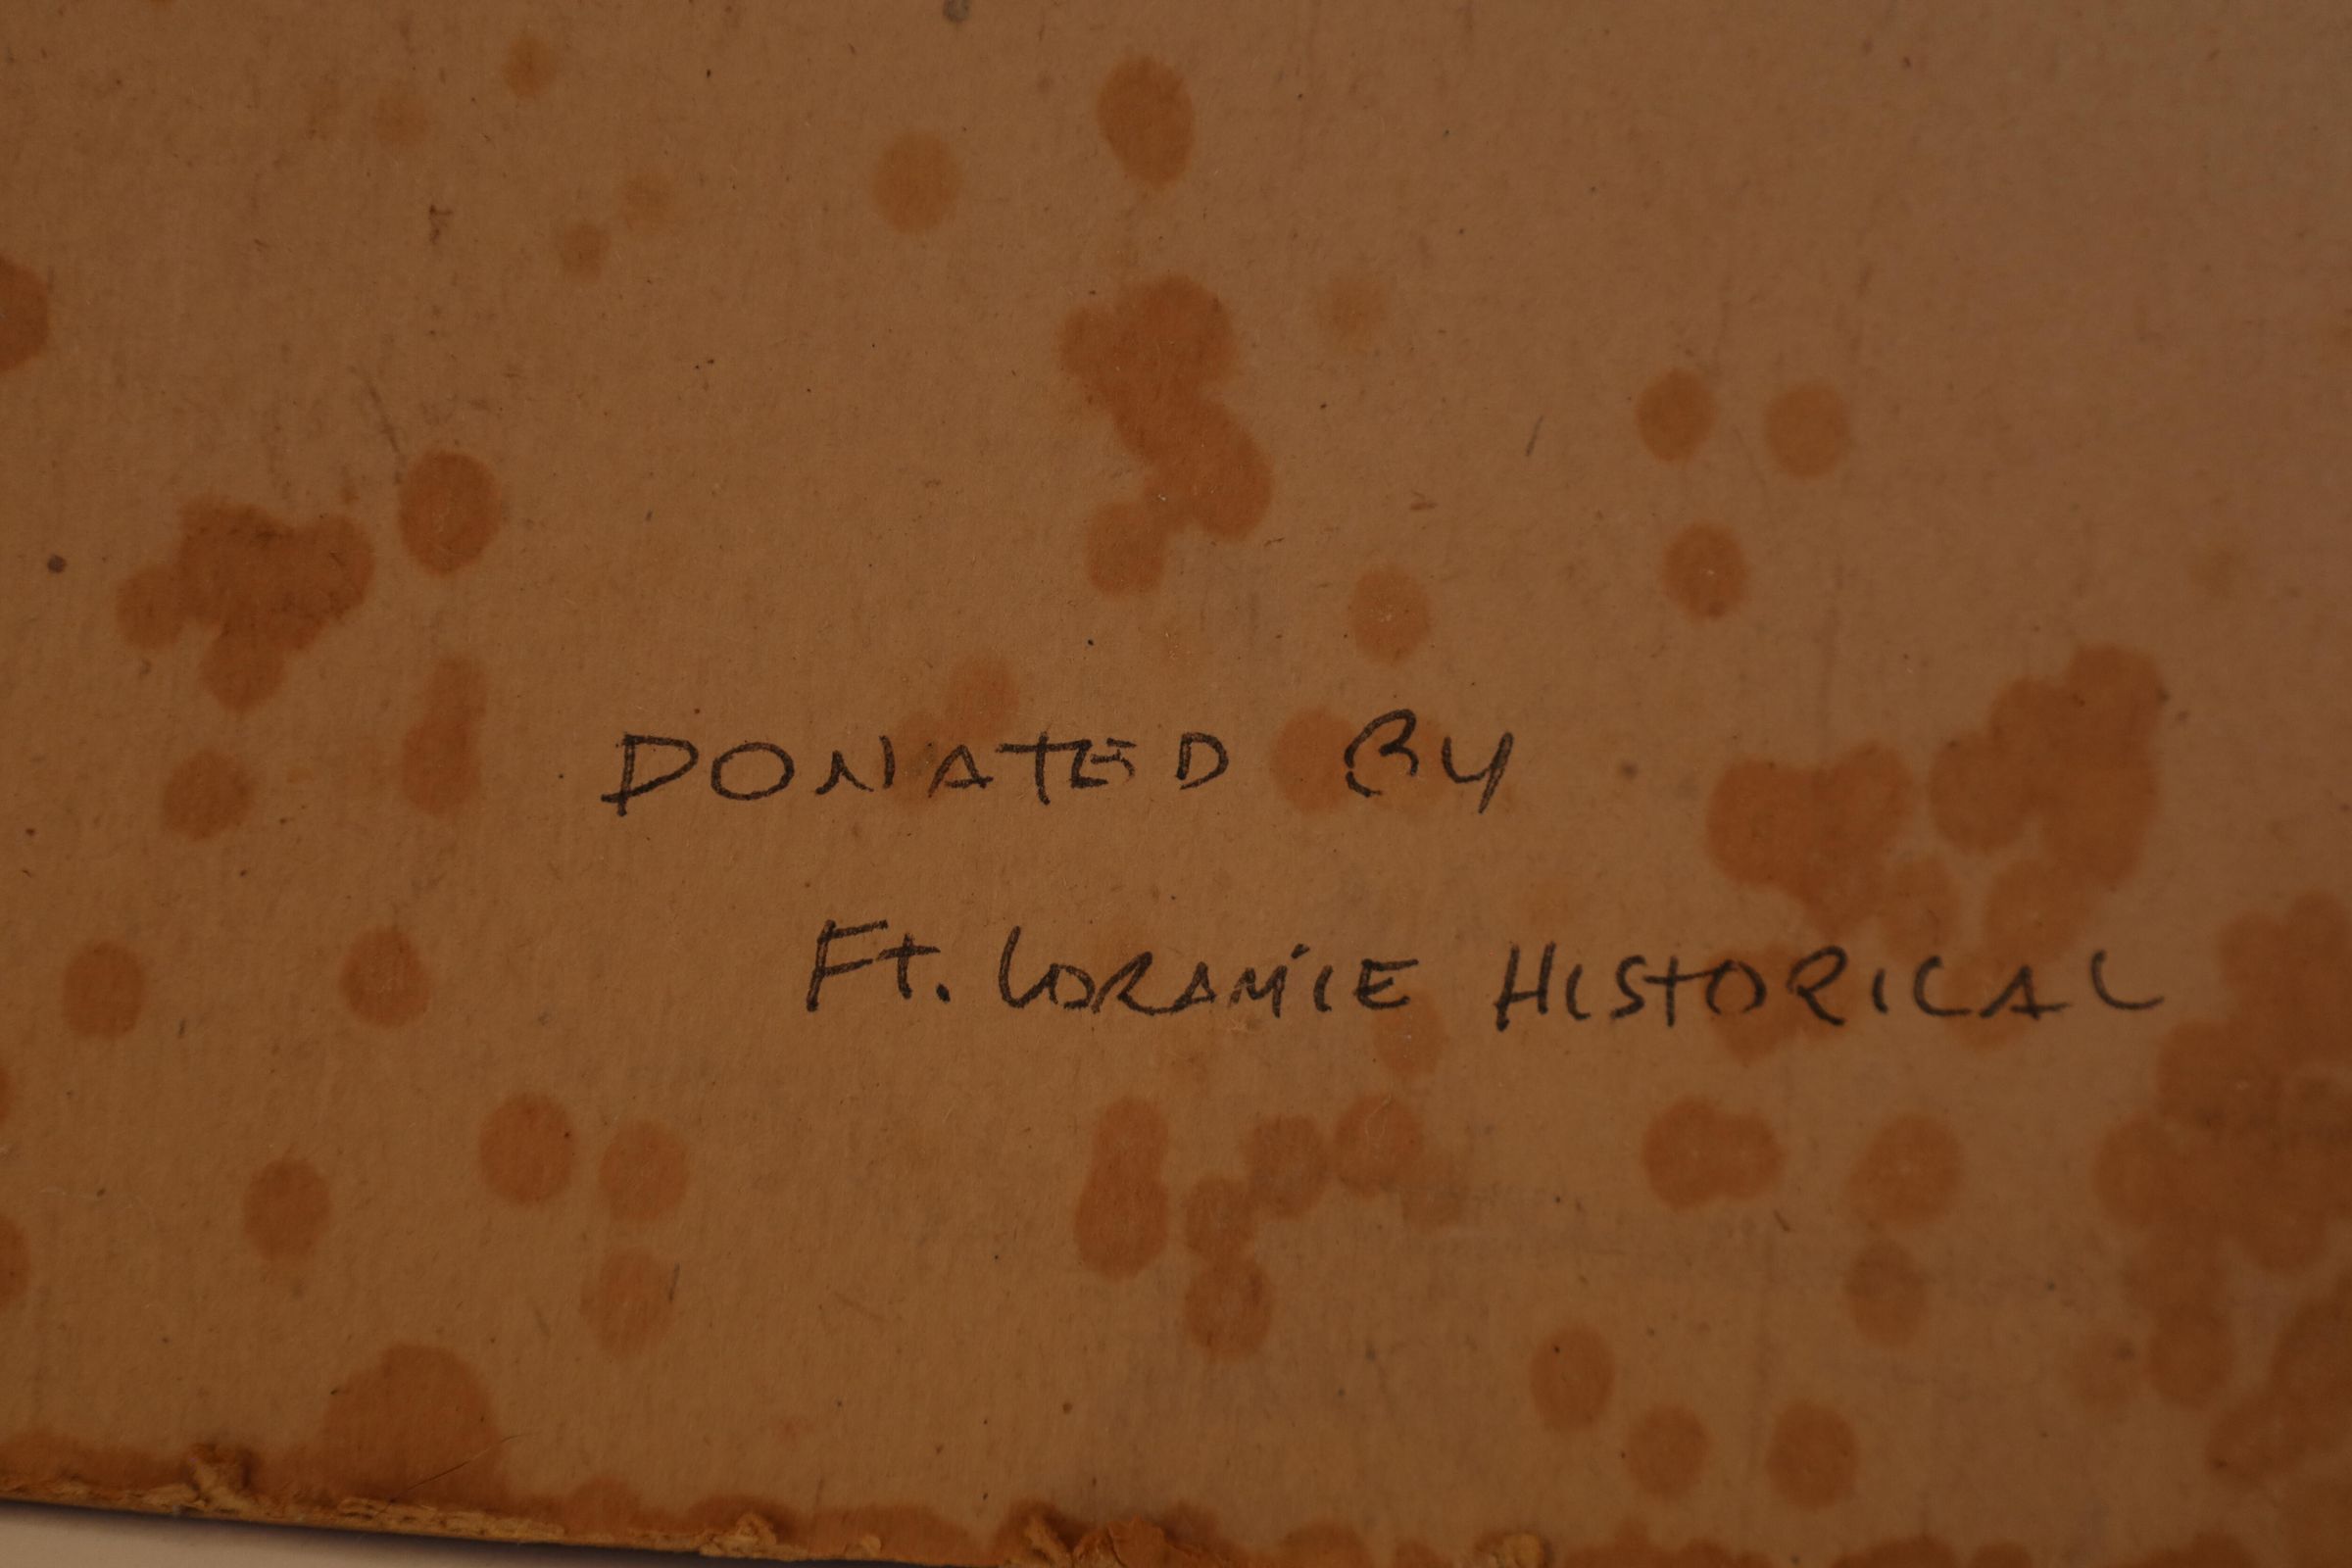 DONATED BY
Ft. LORAMIE HISTORICAL